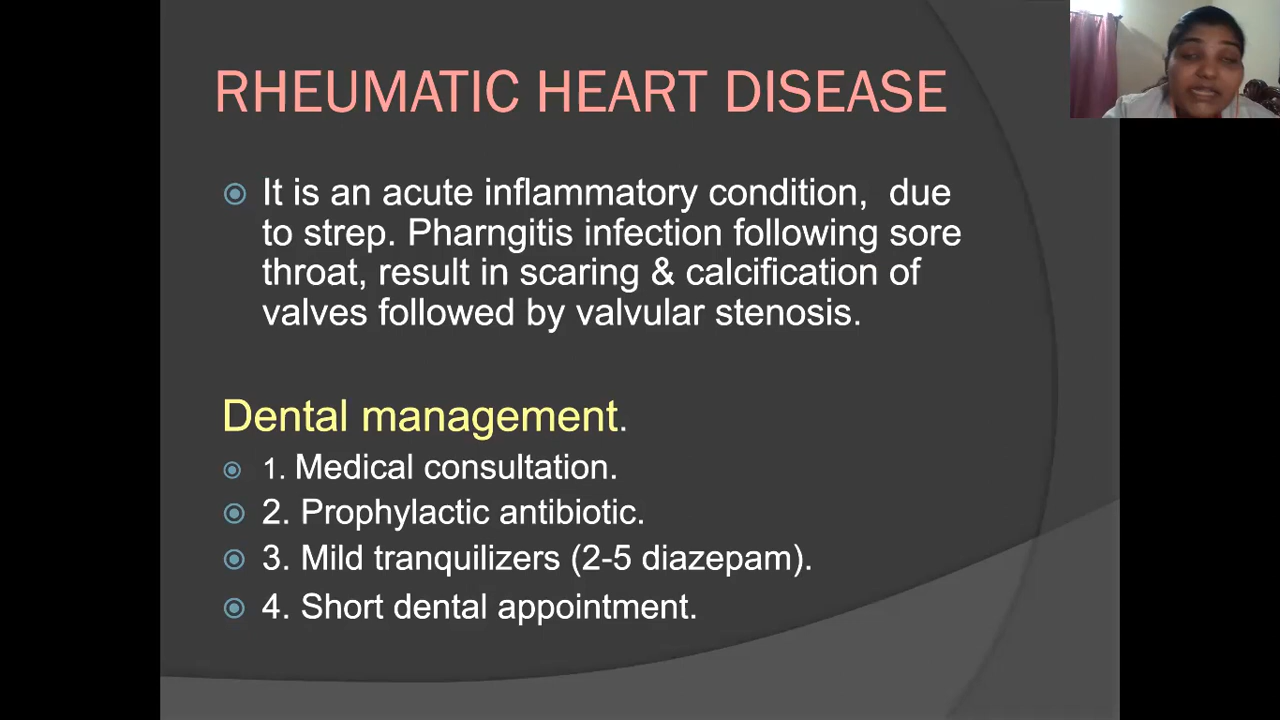 RHEUMATIC HEART DISEASE
It is an acute inflammatory condition,  due
to strep. Pharngitis infection following sore
throat, result in scaring & calcification of
valves followed by valvular stenosis.
Dental management.
1. Medical consultation.
2. Prophylactic antibiotic.
3. Mild tranquilizers (2-5 diazepam).
4. Short dental appointment.